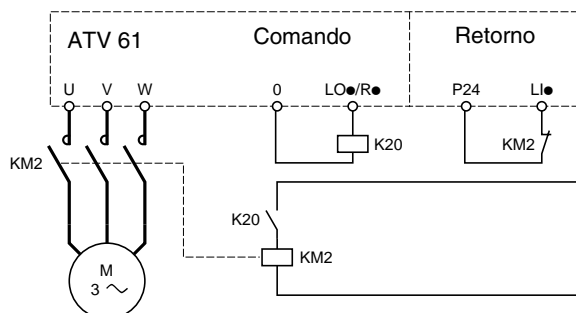 ATV 61 Comando Retorno
U V W 0 LO●/R● P24 LI●
K20
KM2
KM2
K20
KM2
M
3 ~